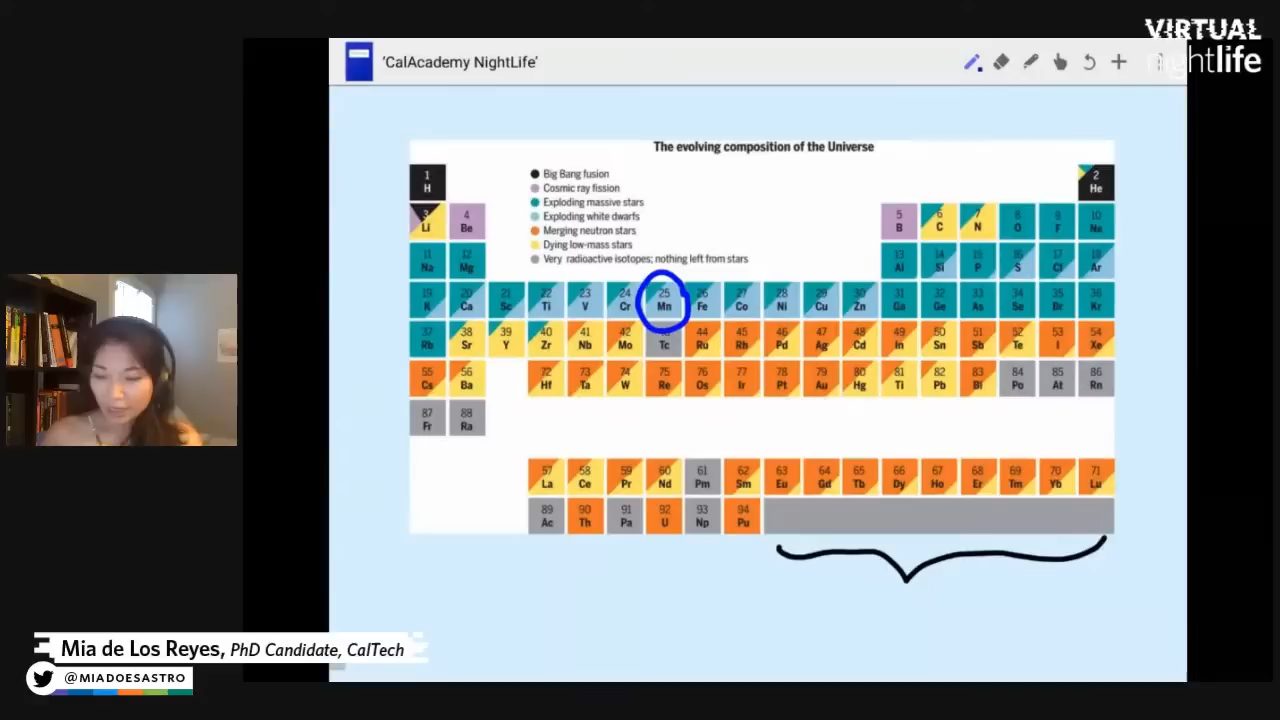 VIRTUAL
nightlife
'CalAcademy NightLife'
The evolving composition of the Universe
Big Bang fusion
Cosmic ray fission
Exploding massive stars
Exploding white dwarfs
Merging neutron stars
Dying low-mass stars
Very radioactive isotopes; nothing left from stars
1 2
H He
3 4 5 6 7 8 9 10
Li Be B C N O F Ne
11 12 13 14 15 16 17 18
Na Mg Al Si P S Cl Ar
19 20 21 22 23 24 25 26 27 28 29 30 31 32 33 34 35 36
K Ca Sc Ti V Cr Mn Fe Co Ni Cu Zn Ga Ge As Se Br Kr
37 38 39 40 41 42 43 44 45 46 47 48 49 50 51 52 53 54
Rb Sr Y Zr Nb Mo Tc Ru Rh Pd Ag Cd In Sn Sb Te I Xe
55 56 72 73 74 75 76 77 78 79 80 81 82 83 84 85 86
Cs Ba Hf Ta W Re Os Ir Pt Au Hg Ti Pb Bi Po At Rn
87 88
Fr Ra
57 58 59 60 61 62 63 64 65 66 67 68 69 70 71
La Ce Pr Nd Pm Sm Eu Gd Tb Dy Ho Er Tm Yb Lu
89 90 91 92 93 94
Ac Th Pa U Np Pu
Mia de Los Reyes, PhD Candidate, CalTech
@MIADOESASTRO